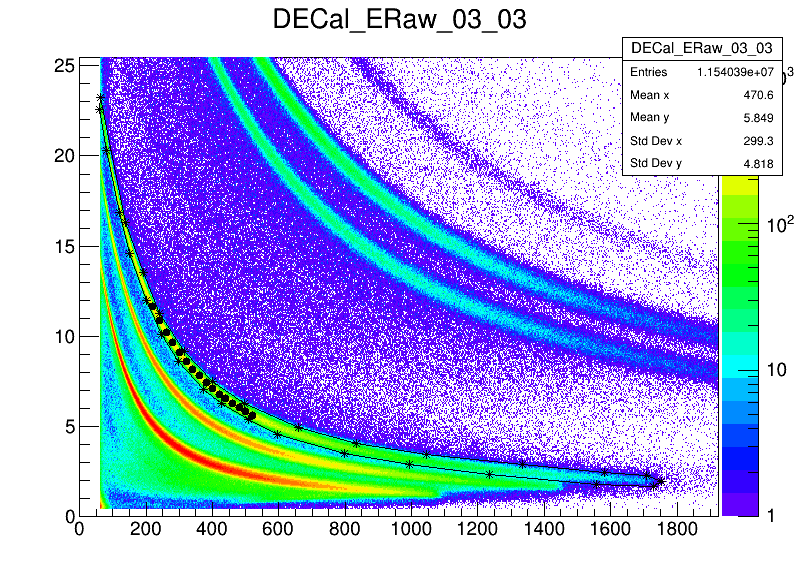 DECal_ERaw_03_03
DECal_ERaw_03_03
Entries 1.154039e+07
Mean x 470.6
Mean y 5.849
Std Dev x 299.3
Std Dev y 4.818
25
20
15
10
5
0
0 200 400 600 800 1000 1200 1400 1600 1800
3
10²
10
1